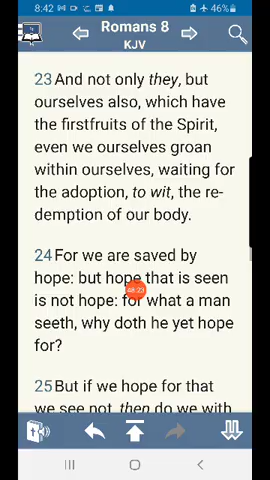 8:42
46%
Romans 8
KJV
23 And not only they, but
ourselves also, which have
the firstfruits of the Spirit,
even we ourselves groan
within ourselves, waiting for
the adoption, to wit, the re-
demption of our body.
24 For we are saved by
hope: but hope that is seen
is not hope: for what a man
seeth, why doth he yet hope
for?
25 But if we hope for that
we see not, then do we with